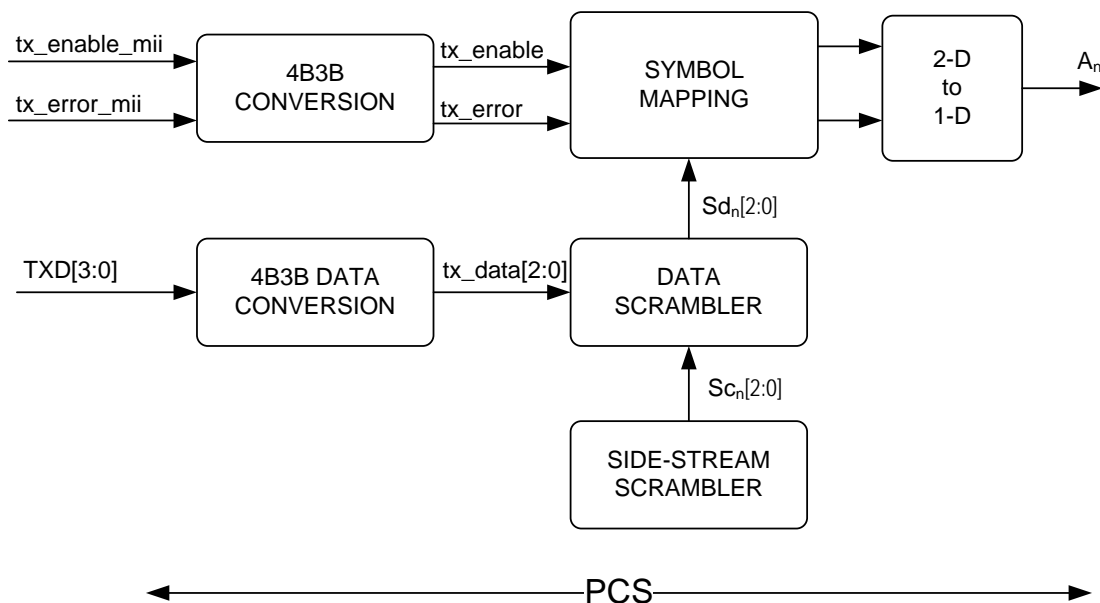 tx_enable_mii
tx_error_mii
4B3B
CONVERSION
tx_enable
tx_error
SYMBOL
MAPPING
2-D
to
1-D
Aₙ
Sdₙ[2:0]
TXD[3:0]
4B3B DATA
CONVERSION
tx_data[2:0]
DATA
SCRAMBLER
Scₙ[2:0]
SIDE-STREAM
SCRAMBLER
PCS